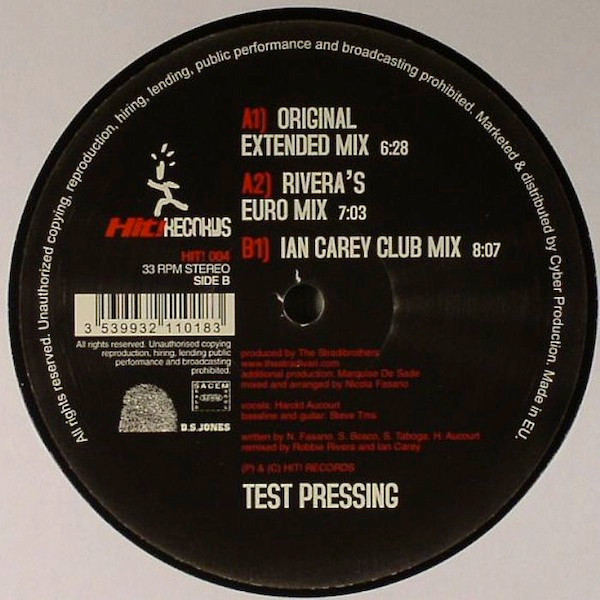 All rights reserved. Unauthorized copying, reproduction, hiring, lending, public performance and broadcasting prohibited. Marketed & distributed by Cyber Production. Made in EU.
A1) ORIGINAL
EXTENDED MIX 6:28
A2) RIVERA'S
EURO MIX 7:03
B1) IAN CAREY CLUB MIX 8:07
Hit! RECORDS
HIT! 004
33 RPM STEREO
SIDE B
3 539932 110183
All rights reserved. Unauthorised copying
reproduction, hiring, lending public
performance and broadcasting
prohibited.
SACEM
D.S.JONES
produced by The Stradibrothers
www.thestradivari.com
additional production: Marquise De Sade
mixed and arranged by Nicola Fasano
vocals: Harold Aucourt
bassline and guitar: Steve Tms
written by N. Fasano, S. Bosco, S. Taboga, H. Aucourt
remixed by Robbie Rivera and Ian Carey
(P) & (C) HIT! RECORDS
TEST PRESSING